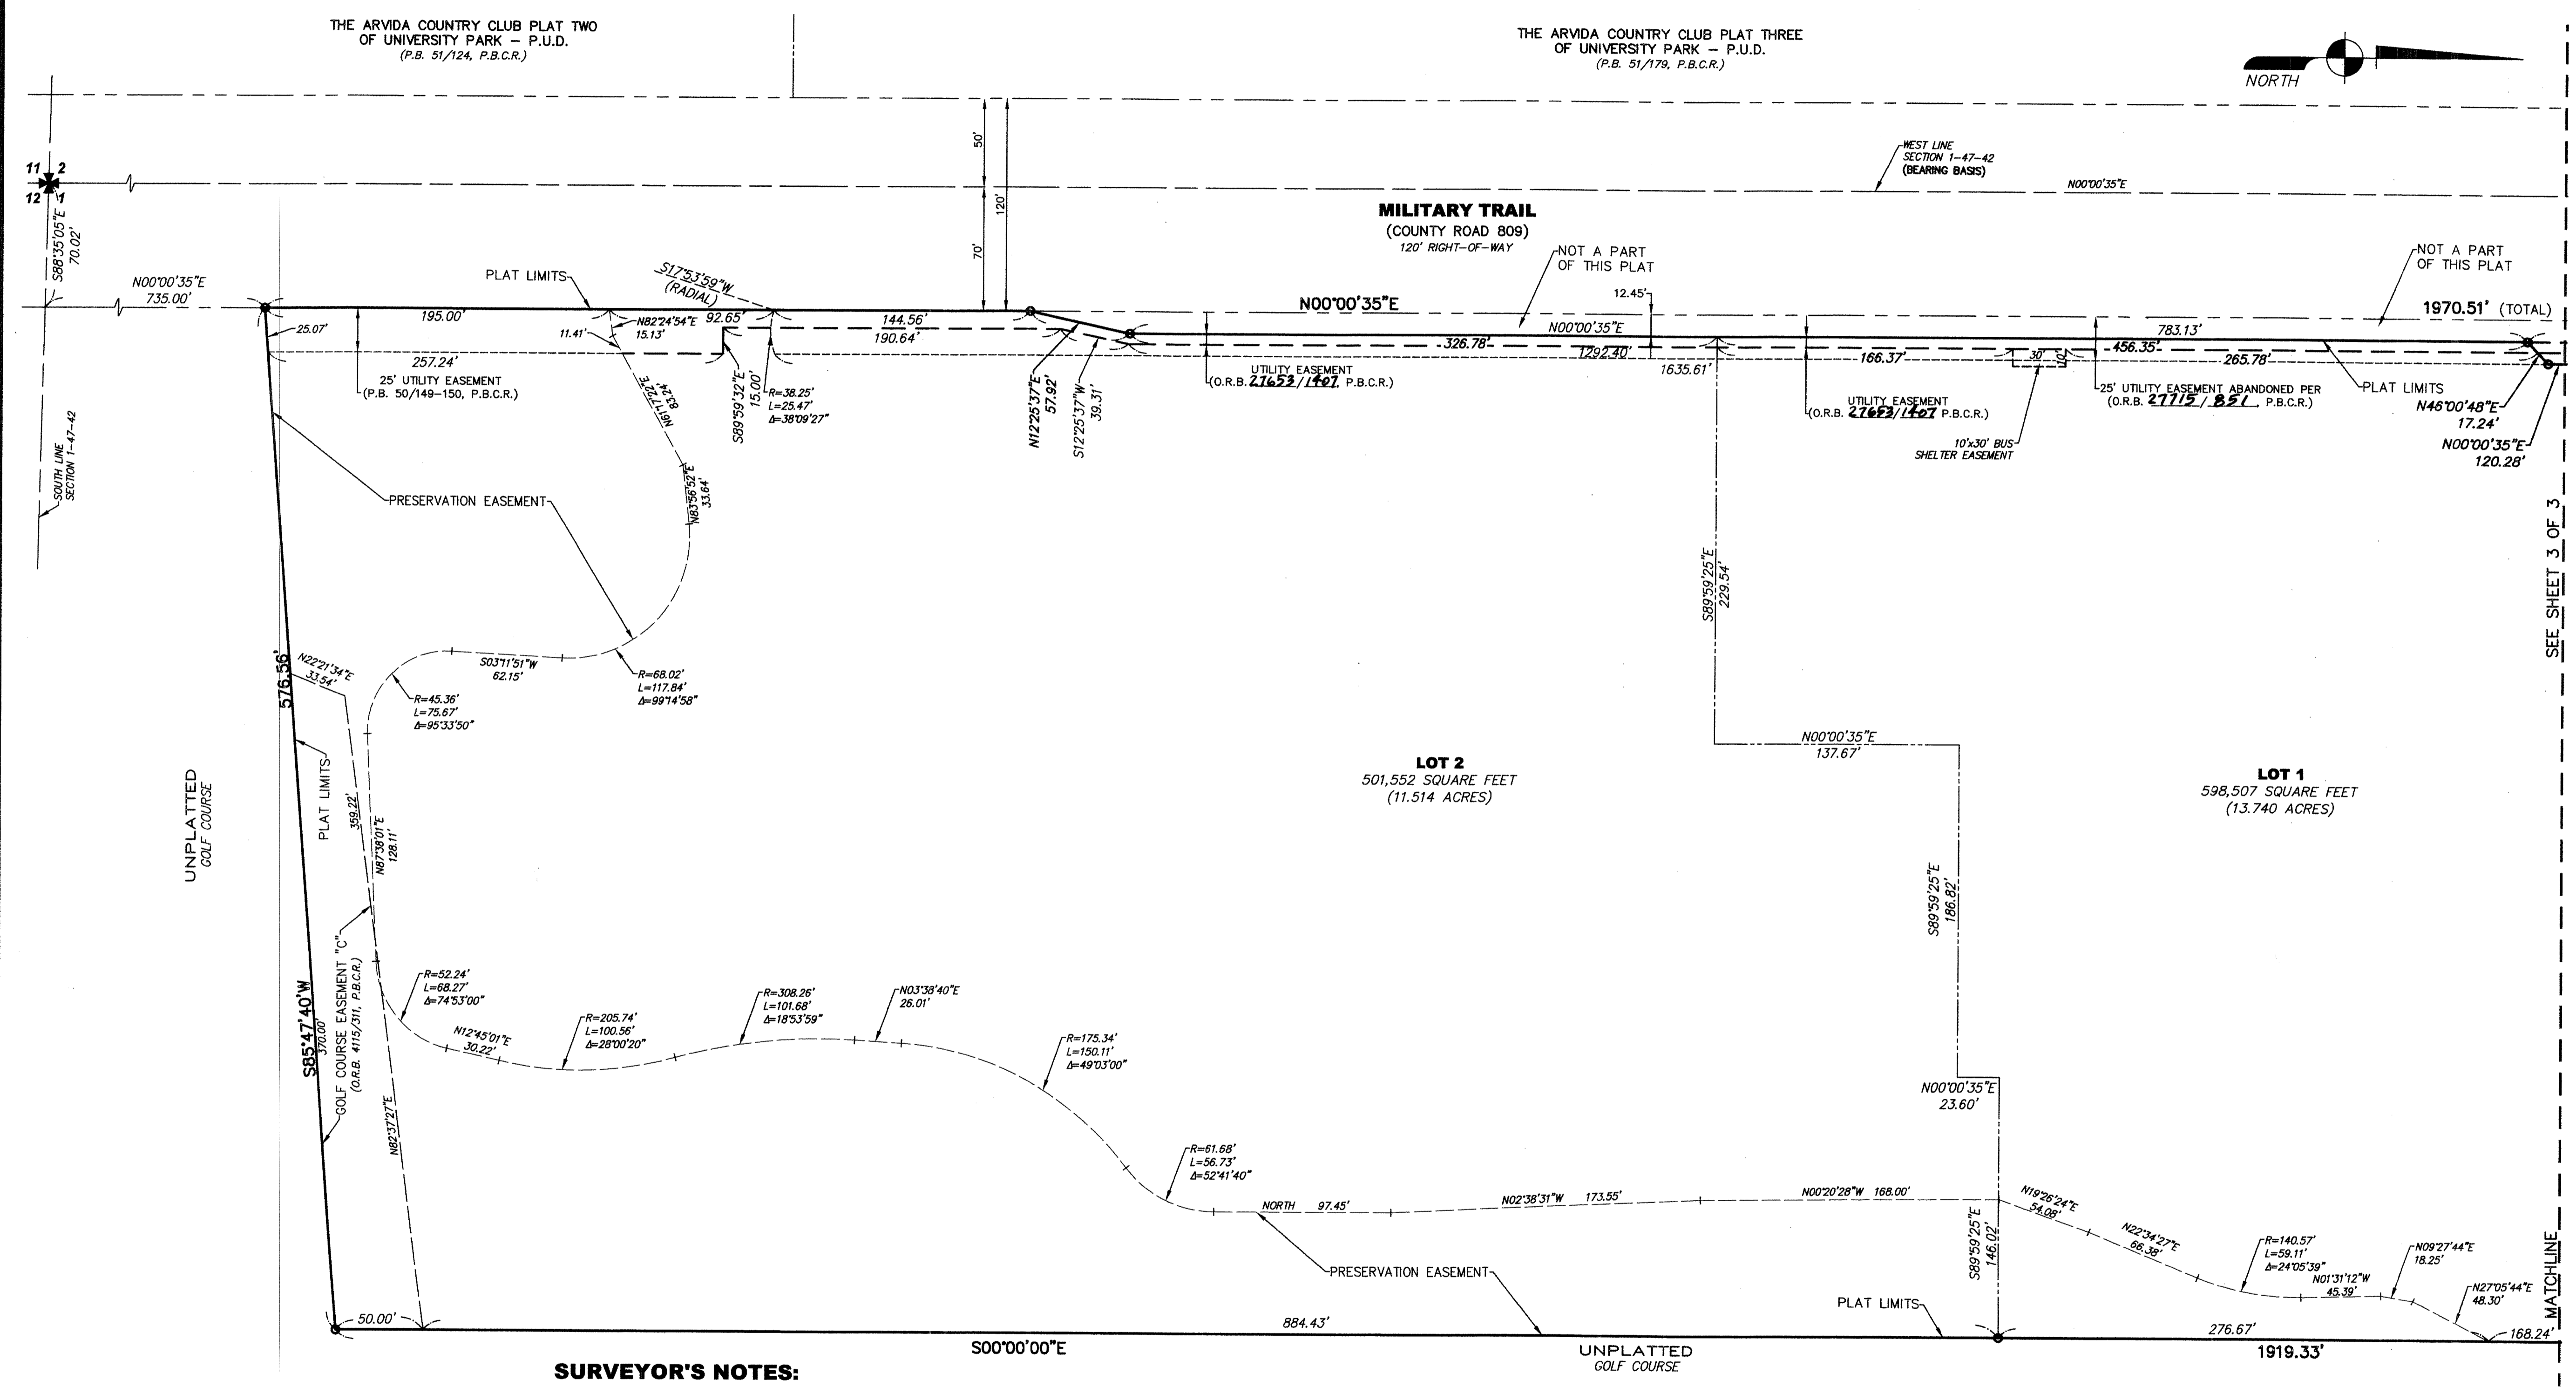 THE ARVIDA COUNTRY CLUB PLAT TWO
OF UNIVERSITY PARK – P.U.D.
(P.B. 51/124, P.B.C.R.)
THE ARVIDA COUNTRY CLUB PLAT THREE
OF UNIVERSITY PARK – P.U.D.
(P.B. 51/179, P.B.C.R.)
NORTH
50'
120'
70'
WEST LINE
SECTION 1-47-42
(BEARING BASIS)
N00°00'35"E
11 2
12 1
S88°35'05"E
70.02'
MILITARY TRAIL
(COUNTY ROAD 809)
120' RIGHT-OF-WAY
NOT A PART
OF THIS PLAT
NOT A PART
OF THIS PLAT
N00°00'35"E
735.00'
PLAT LIMITS
S17°53'59"W
(RADIAL)
12.45'
N00°00'35"E
1970.51' (TOTAL)
25.07'
195.00'
11.41'
N82°24'54"E
15.13'
92.65'
144.56'
190.64'
N00°00'35"E
783.13'
257.24'
326.78'
1292.40'
1635.61'
166.37'
30'
10'
456.35'
265.78'
25' UTILITY EASEMENT
(P.B. 50/149-150, P.B.C.R.)
N61°17'22"E
83.24'
S89°59'32"E
15.00'
R=38.25'
L=25.47'
Δ=38°09'27"
N12°25'37"E
57.92'
S12°25'37"W
39.31'
UTILITY EASEMENT
(O.R.B. 27653/1407, P.B.C.R.)
UTILITY EASEMENT
(O.R.B. 27653/1407 P.B.C.R.)
25' UTILITY EASEMENT ABANDONED PER
(O.R.B. 27715/851, P.B.C.R.)
PLAT LIMITS
N46°00'48"E
17.24'
N00°00'35"E
120.28'
10'x30' BUS
SHELTER EASEMENT
SOUTH LINE
SECTION 1-47-42
PRESERVATION EASEMENT
N83°56'52"E
33.64'
S89°59'25"E
229.54'
SEE SHEET 3 OF 3
576.56'
N22°21'34"E
33.54'
S03°11'51"W
62.15'
R=45.36'
L=75.67'
Δ=95°33'50"
R=68.02'
L=117.84'
Δ=99°14'58"
N00°00'35"E
137.67'
LOT 2
501,552 SQUARE FEET
(11.514 ACRES)
LOT 1
598,507 SQUARE FEET
(13.740 ACRES)
UNPLATTED
GOLF COURSE
PLAT LIMITS
359.22'
N87°38'01"E
128.11'
S89°59'25"E
186.82'
S85°47'40"W
370.00'
GOLF COURSE EASEMENT "C"
(O.R.B. 4115/311, P.B.C.R.)
N82°37'27"E
R=52.24'
L=68.27'
Δ=74°53'00"
N12°45'01"E
30.22'
R=205.74'
L=100.56'
Δ=28°00'20"
R=308.26'
L=101.68'
Δ=18°53'59"
N03°38'40"E
26.01'
R=175.34'
L=150.11'
Δ=49°03'00"
N00°00'35"E
23.60'
R=61.68'
L=56.73'
Δ=52°41'40"
NORTH 97.45'
N02°38'31"W 173.55'
N00°20'28"W 168.00'
N19°26'24"E
54.08'
N22°34'27"E
66.38'
S89°59'25"E
146.02'
R=140.57'
L=59.11'
Δ=24°05'39"
N01°31'12"W
45.39'
N09°27'44"E
18.25'
N27°05'44"E
48.30'
MATCHLINE
PRESERVATION EASEMENT
PLAT LIMITS
50.00'
884.43'
276.67'
168.24'
S00°00'00"E
UNPLATTED
GOLF COURSE
1919.33'
SURVEYOR'S NOTES: